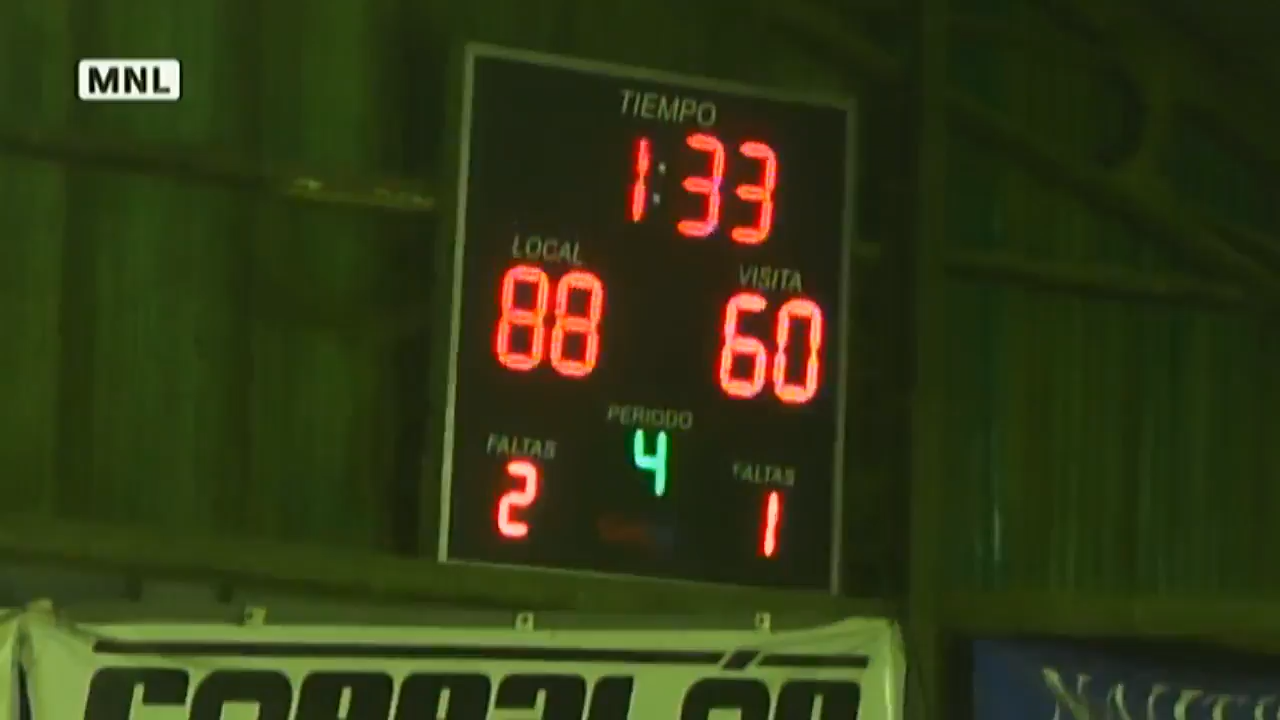 MNL
TIEMPO
1:33
LOCAL
VISITA
88
60
PERIODO
FALTAS
4
FALTAS
2
1